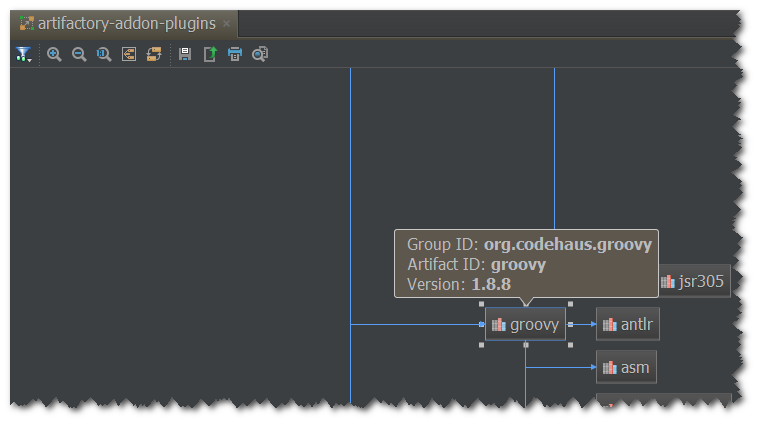 artifactory-addon-plugins
Group ID: org.codehaus.groovy
Artifact ID: groovy
Version: 1.8.8
jsr305
groovy
antlr
asm